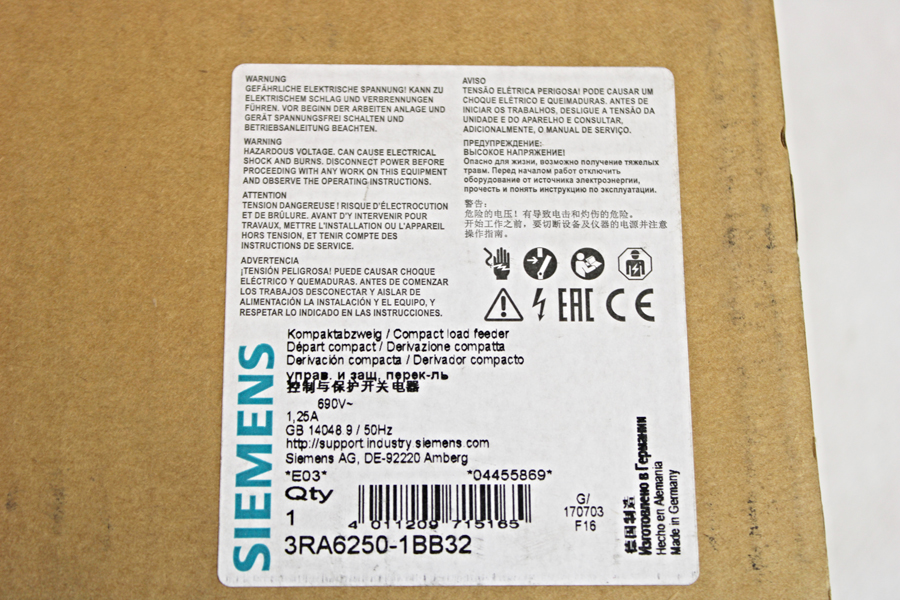 WARNUNG
GEFÄHRLICHE ELEKTRISCHE SPANNUNG! KANN ZU
ELEKTRISCHEM SCHLAG UND VERBRENNUNGEN
FÜHREN. VOR BEGINN DER ARBEITEN ANLAGE UND
GERÄT SPANNUNGSFREI SCHALTEN UND
BETRIEBSANLEITUNG BEACHTEN.
WARNING
HAZARDOUS VOLTAGE. CAN CAUSE ELECTRICAL
SHOCK AND BURNS. DISCONNECT POWER BEFORE
PROCEEDING WITH ANY WORK ON THIS EQUIPMENT
AND OBSERVE THE OPERATING INSTRUCTIONS.
ATTENTION
TENSION DANGEREUSE! RISQUE D'ÉLECTROCUTION
ET DE BRÛLURE. AVANT D'Y INTERVENIR POUR
TRAVAUX, METTRE L'INSTALLATION OU L'APPAREIL
HORS TENSION, ET TENIR COMPTE DES
INSTRUCTIONS DE SERVICE.
ADVERTENCIA
¡TENSIÓN PELIGROSA! PUEDE CAUSAR CHOQUE
ELÉCTRICO Y QUEMADURAS. ANTES DE COMENZAR
LOS TRABAJOS DESCONECTAR Y AISLAR DE
ALIMENTACIÓN LA INSTALACIÓN Y EL EQUIPO, Y
RESPETAR LO INDICADO EN LAS INSTRUCCIONES.
AVISO
TENSÃO ELÉTRICA PERIGOSA! PODE CAUSAR UM
CHOQUE ELÉTRICO E QUEIMADURAS. ANTES DE
INICIAR OS TRABALHOS, DESLIGUE A TENSÃO DA
UNIDADE E DO APARELHO E CONSULTAR,
ADICIONALMENTE, O MANUAL DE SERVIÇO.
ПРЕДУПРЕЖДЕНИЕ:
ВЫСОКОЕ НАПРЯЖЕНИЕ!
Опасно для жизни, возможно получение тяжелых
травм. Перед началом работ отключить
оборудование от источника электроэнергии,
прочесть и понять инструкцию по эксплуатации.
警告:
危险的电压! 有导致电击和灼伤的危险。
开始工作之前, 要切断设备及仪器的电源并注意
操作指南。
EAC CE
SIEMENS
Kompaktabzweig / Compact load feeder
Départ compact / Derivazione compatta
Derivación compacta / Derivador compacto
управ. и защ. перек-ль
控制与保护开关电器
690V~
1,25A
GB 14048.9 / 50Hz
http://support.industry.siemens.com
Siemens AG, DE-92220 Amberg
*E03* *04455869*
Qty
1
4 011209 715165
G/
170703
F16
3RA6250-1BB32
德国制造
Изготовлено в Германии
Hecho en Alemania
Made in Germany